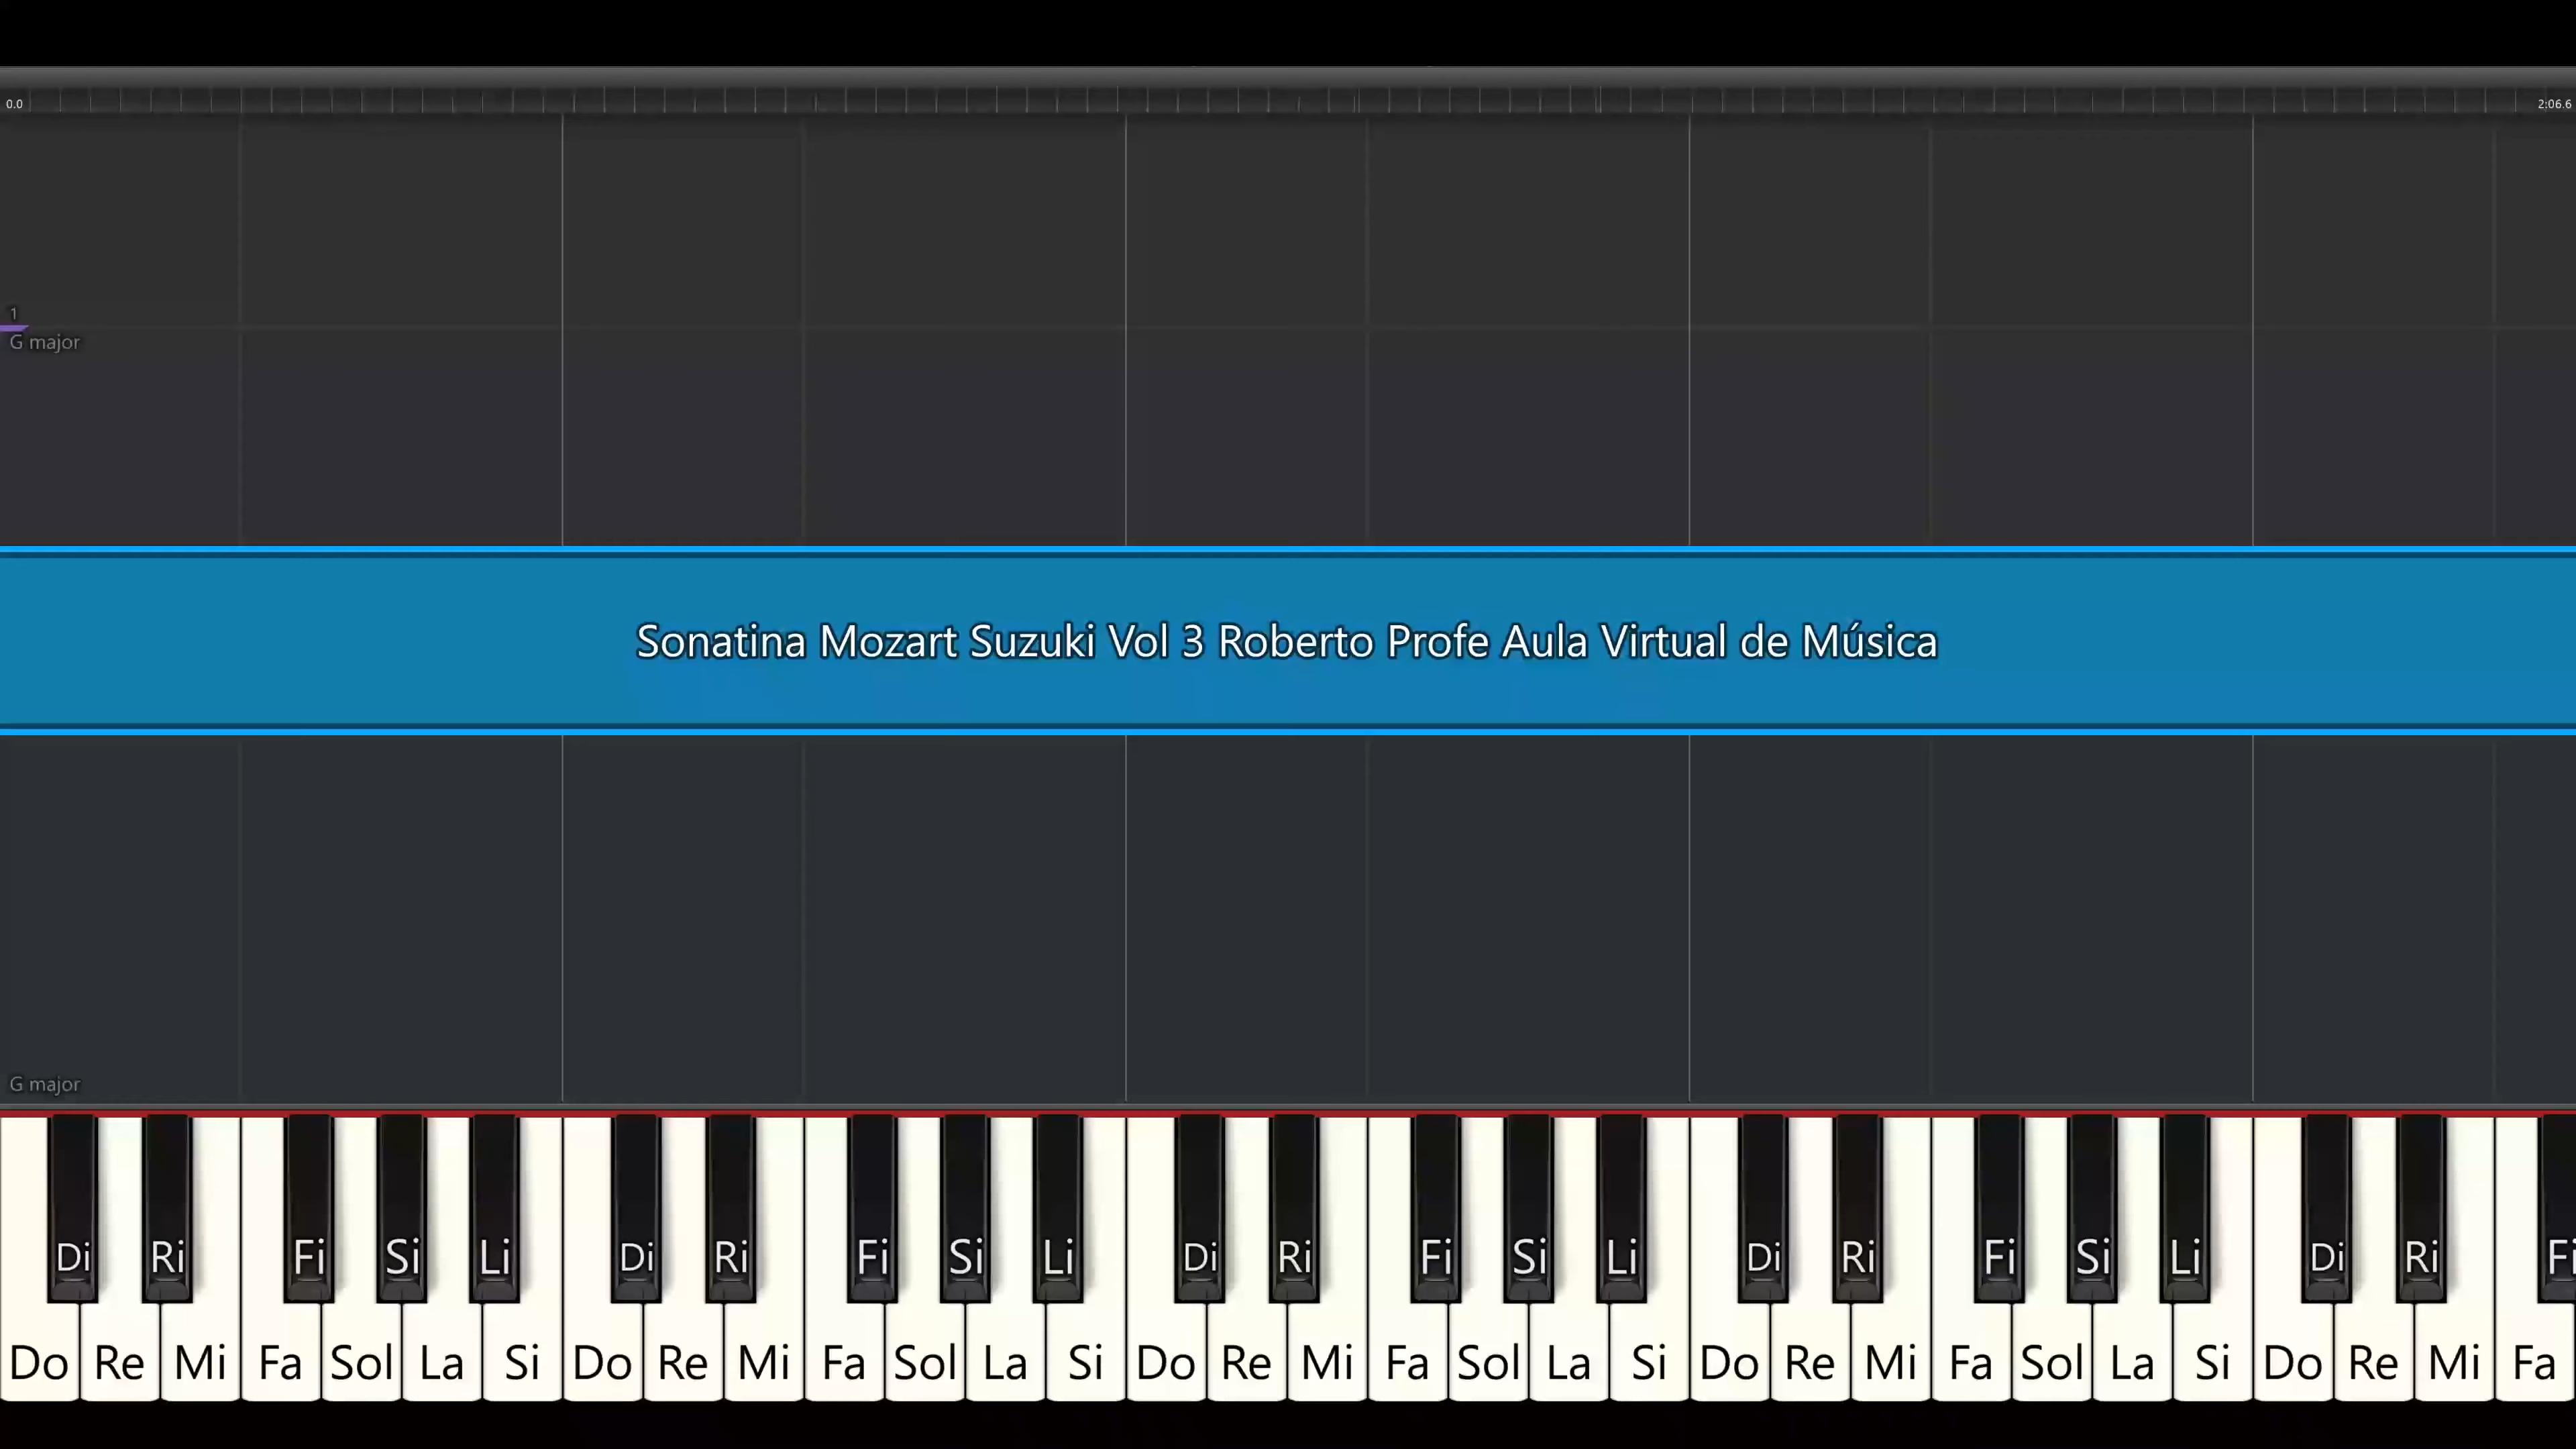 0.0 2:06.6
1
G major
Sonatina Mozart Suzuki Vol 3 Roberto Profe Aula Virtual de Música
G major
Di Ri Fi Si Li Di Ri Fi Si Li Di Ri Fi Si Li Di Ri Fi Si Li Di Ri Fi
Do Re Mi Fa Sol La Si Do Re Mi Fa Sol La Si Do Re Mi Fa Sol La Si Do Re Mi Fa Sol La Si Do Re Mi Fa